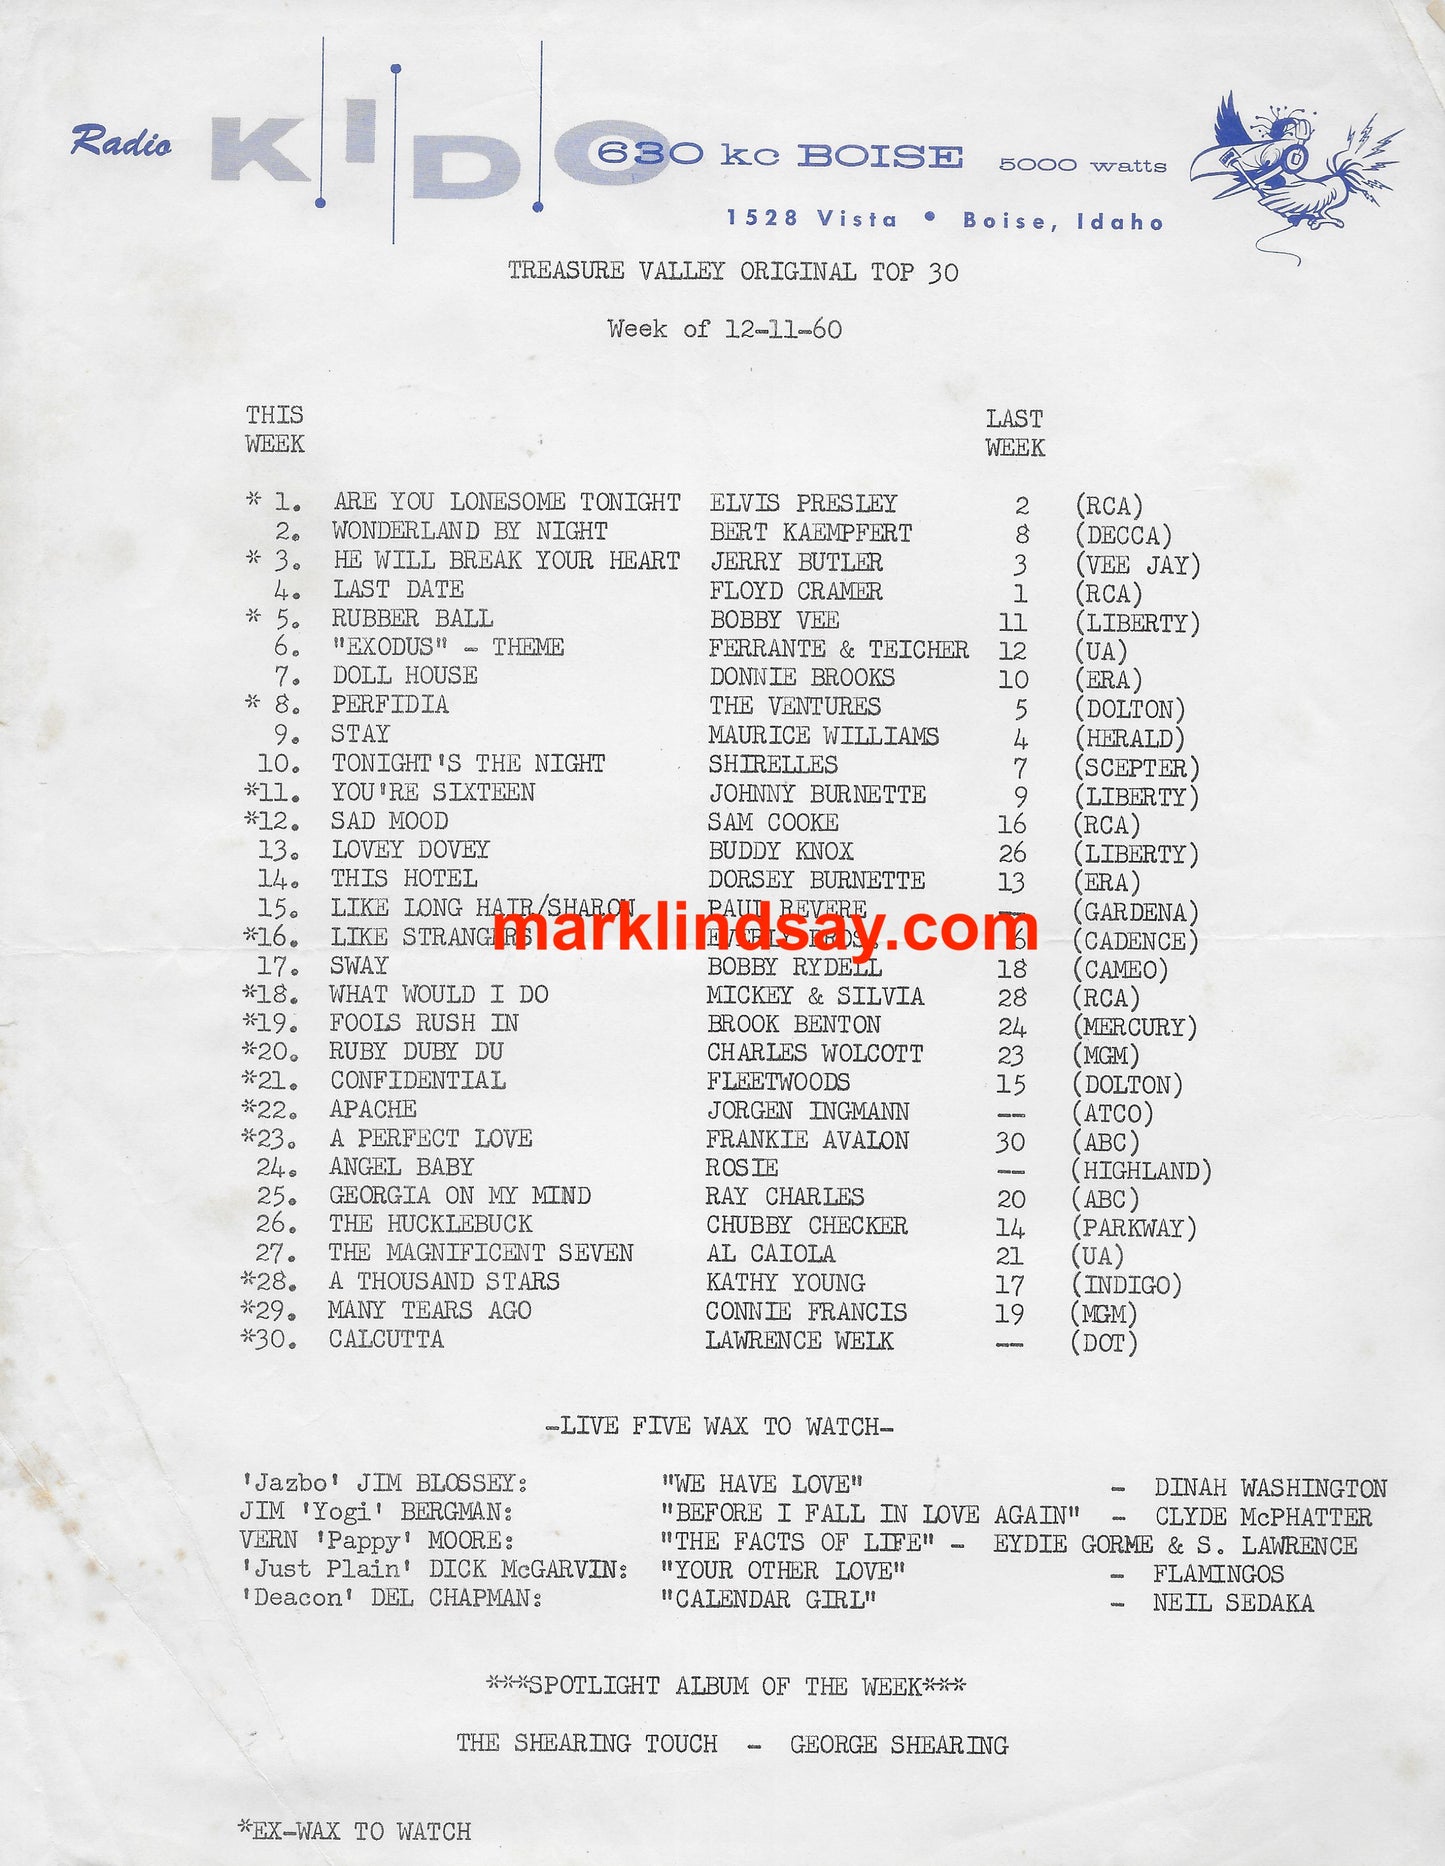 Radio KIDO 630 kc BOISE 5000 watts
1528 Vista • Boise, Idaho
TREASURE VALLEY ORIGINAL TOP 30
Week of 12-11-60
THIS WEEK LAST WEEK
* 1. ARE YOU LONESOME TONIGHT ELVIS PRESLEY 2 (RCA)
2. WONDERLAND BY NIGHT BERT KAEMPFERT 8 (DECCA)
* 3. HE WILL BREAK YOUR HEART JERRY BUTLER 3 (VEE JAY)
4. LAST DATE FLOYD CRAMER 1 (RCA)
* 5. RUBBER BALL BOBBY VEE 11 (LIBERTY)
6. "EXODUS" - THEME FERRANTE & TEICHER 12 (UA)
7. DOLL HOUSE DONNIE BROOKS 10 (ERA)
* 8. PERFIDIA THE VENTURES 5 (DOLTON)
9. STAY MAURICE WILLIAMS 4 (HERALD)
10. TONIGHT'S THE NIGHT SHIRELLES 7 (SCEPTER)
*11. YOU'RE SIXTEEN JOHNNY BURNETTE 9 (LIBERTY)
*12. SAD MOOD SAM COOKE 16 (RCA)
13. LOVEY DOVEY BUDDY KNOX 26 (LIBERTY)
14. THIS HOTEL DORSEY BURNETTE 13 (ERA)
15. LIKE LONG HAIR/SHARON PAUL REVERE -- (GARDENA)
marklindsay.com
*16. LIKE STRANGERS EVERLY BROS. 6 (CADENCE)
17. SWAY BOBBY RYDELL 18 (CAMEO)
*18. WHAT WOULD I DO MICKEY & SILVIA 28 (RCA)
*19. FOOLS RUSH IN BROOK BENTON 24 (MERCURY)
*20. RUBY DUBY DU CHARLES WOLCOTT 23 (MGM)
*21. CONFIDENTIAL FLEETWOODS 15 (DOLTON)
*22. APACHE JORGEN INGMANN -- (ATCO)
*23. A PERFECT LOVE FRANKIE AVALON 30 (ABC)
24. ANGEL BABY ROSIE -- (HIGHLAND)
25. GEORGIA ON MY MIND RAY CHARLES 20 (ABC)
26. THE HUCKLEBUCK CHUBBY CHECKER 14 (PARKWAY)
27. THE MAGNIFICENT SEVEN AL CAIOLA 21 (UA)
*28. A THOUSAND STARS KATHY YOUNG 17 (INDIGO)
*29. MANY TEARS AGO CONNIE FRANCIS 19 (MGM)
*30. CALCUTTA LAWRENCE WELK -- (DOT)
-LIVE FIVE WAX TO WATCH-
'Jazbo' JIM BLOSSEY: "WE HAVE LOVE" - DINAH WASHINGTON
JIM 'Yogi' BERGMAN: "BEFORE I FALL IN LOVE AGAIN" - CLYDE McPHATTER
VERN 'Pappy' MOORE: "THE FACTS OF LIFE" - EYDIE GORME & S. LAWRENCE
'Just Plain' DICK McGARVIN: "YOUR OTHER LOVE" - FLAMINGOS
'Deacon' DEL CHAPMAN: "CALENDAR GIRL" - NEIL SEDAKA
***SPOTLIGHT ALBUM OF THE WEEK***
THE SHEARING TOUCH - GEORGE SHEARING
*EX-WAX TO WATCH